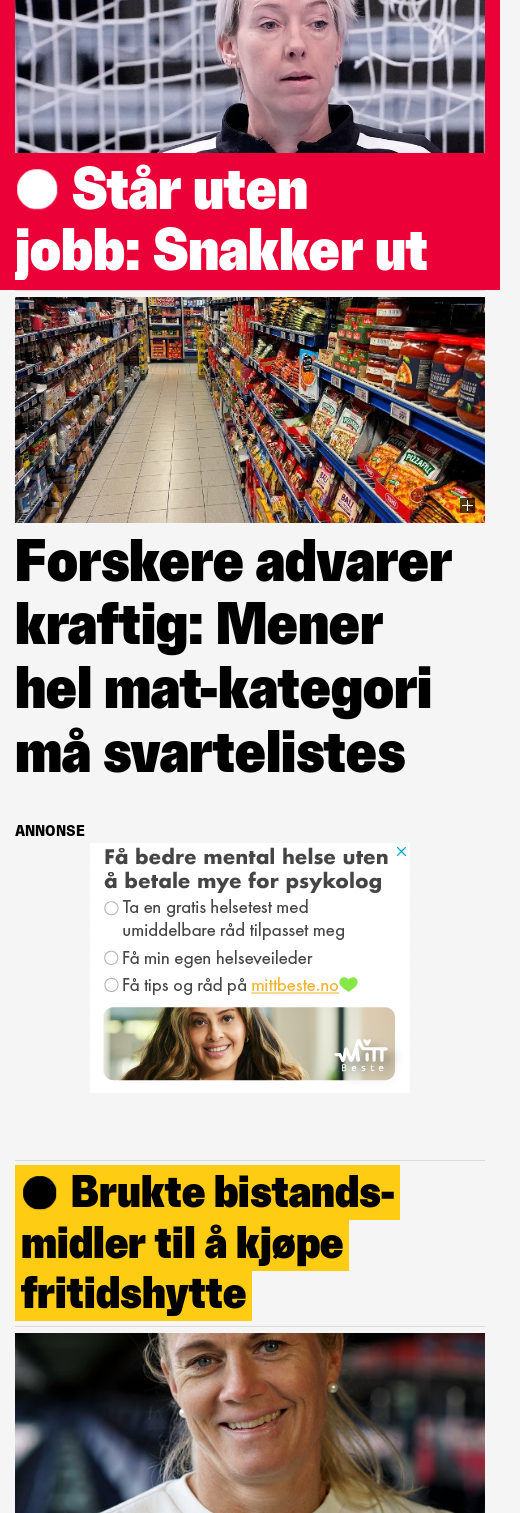 Står uten
jobb: Snakker ut
Forskere advarer
kraftig: Mener
hel mat-kategori
må svartelistes
ANNONSE
Få bedre mental helse uten
å betale mye for psykolog
Ta en gratis helsetest med
umiddelbare råd tilpasset meg
Få min egen helseveileder
Få tips og råd på mittbeste.no
Mitt
Beste
Brukte bistands-
midler til å kjøpe
fritidshytte